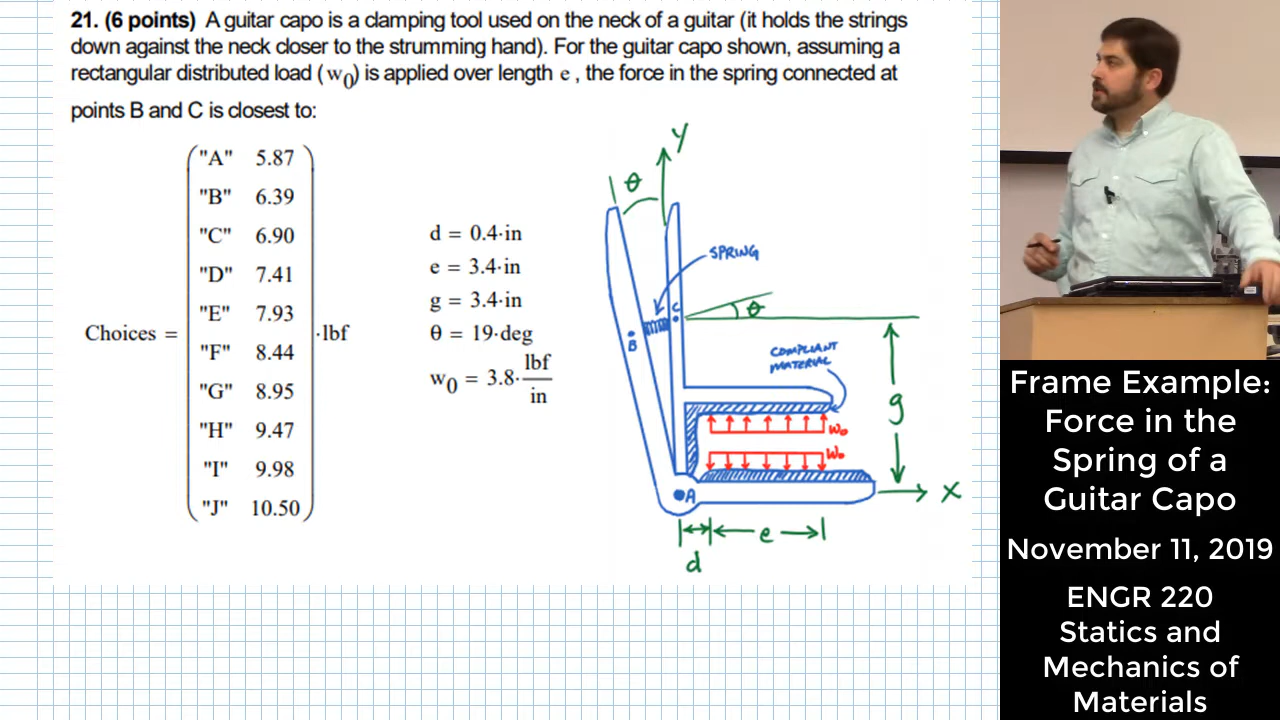 21. (6 points) A guitar capo is a clamping tool used on the neck of a guitar (it holds the strings
down against the neck closer to the strumming hand). For the guitar capo shown, assuming a
rectangular distributed load (w0) is applied over length e , the force in the spring connected at
points B and C is closest to:
Choices =
"A" 5.87
"B" 6.39
"C" 6.90
"D" 7.41
"E" 7.93
"F" 8.44
"G" 8.95
"H" 9.47
"I" 9.98
"J" 10.50
·lbf
d = 0.4·in
e = 3.4·in
g = 3.4·in
θ = 19·deg
w0 = 3.8· lbf
in
y
θ
SPRING
C
B
θ
COMPLIANT
MATERIAL
g
w0
w0
A
x
e
d
Frame Example:
Force in the
Spring of a
Guitar Capo
November 11, 2019
ENGR 220
Statics and
Mechanics of
Materials